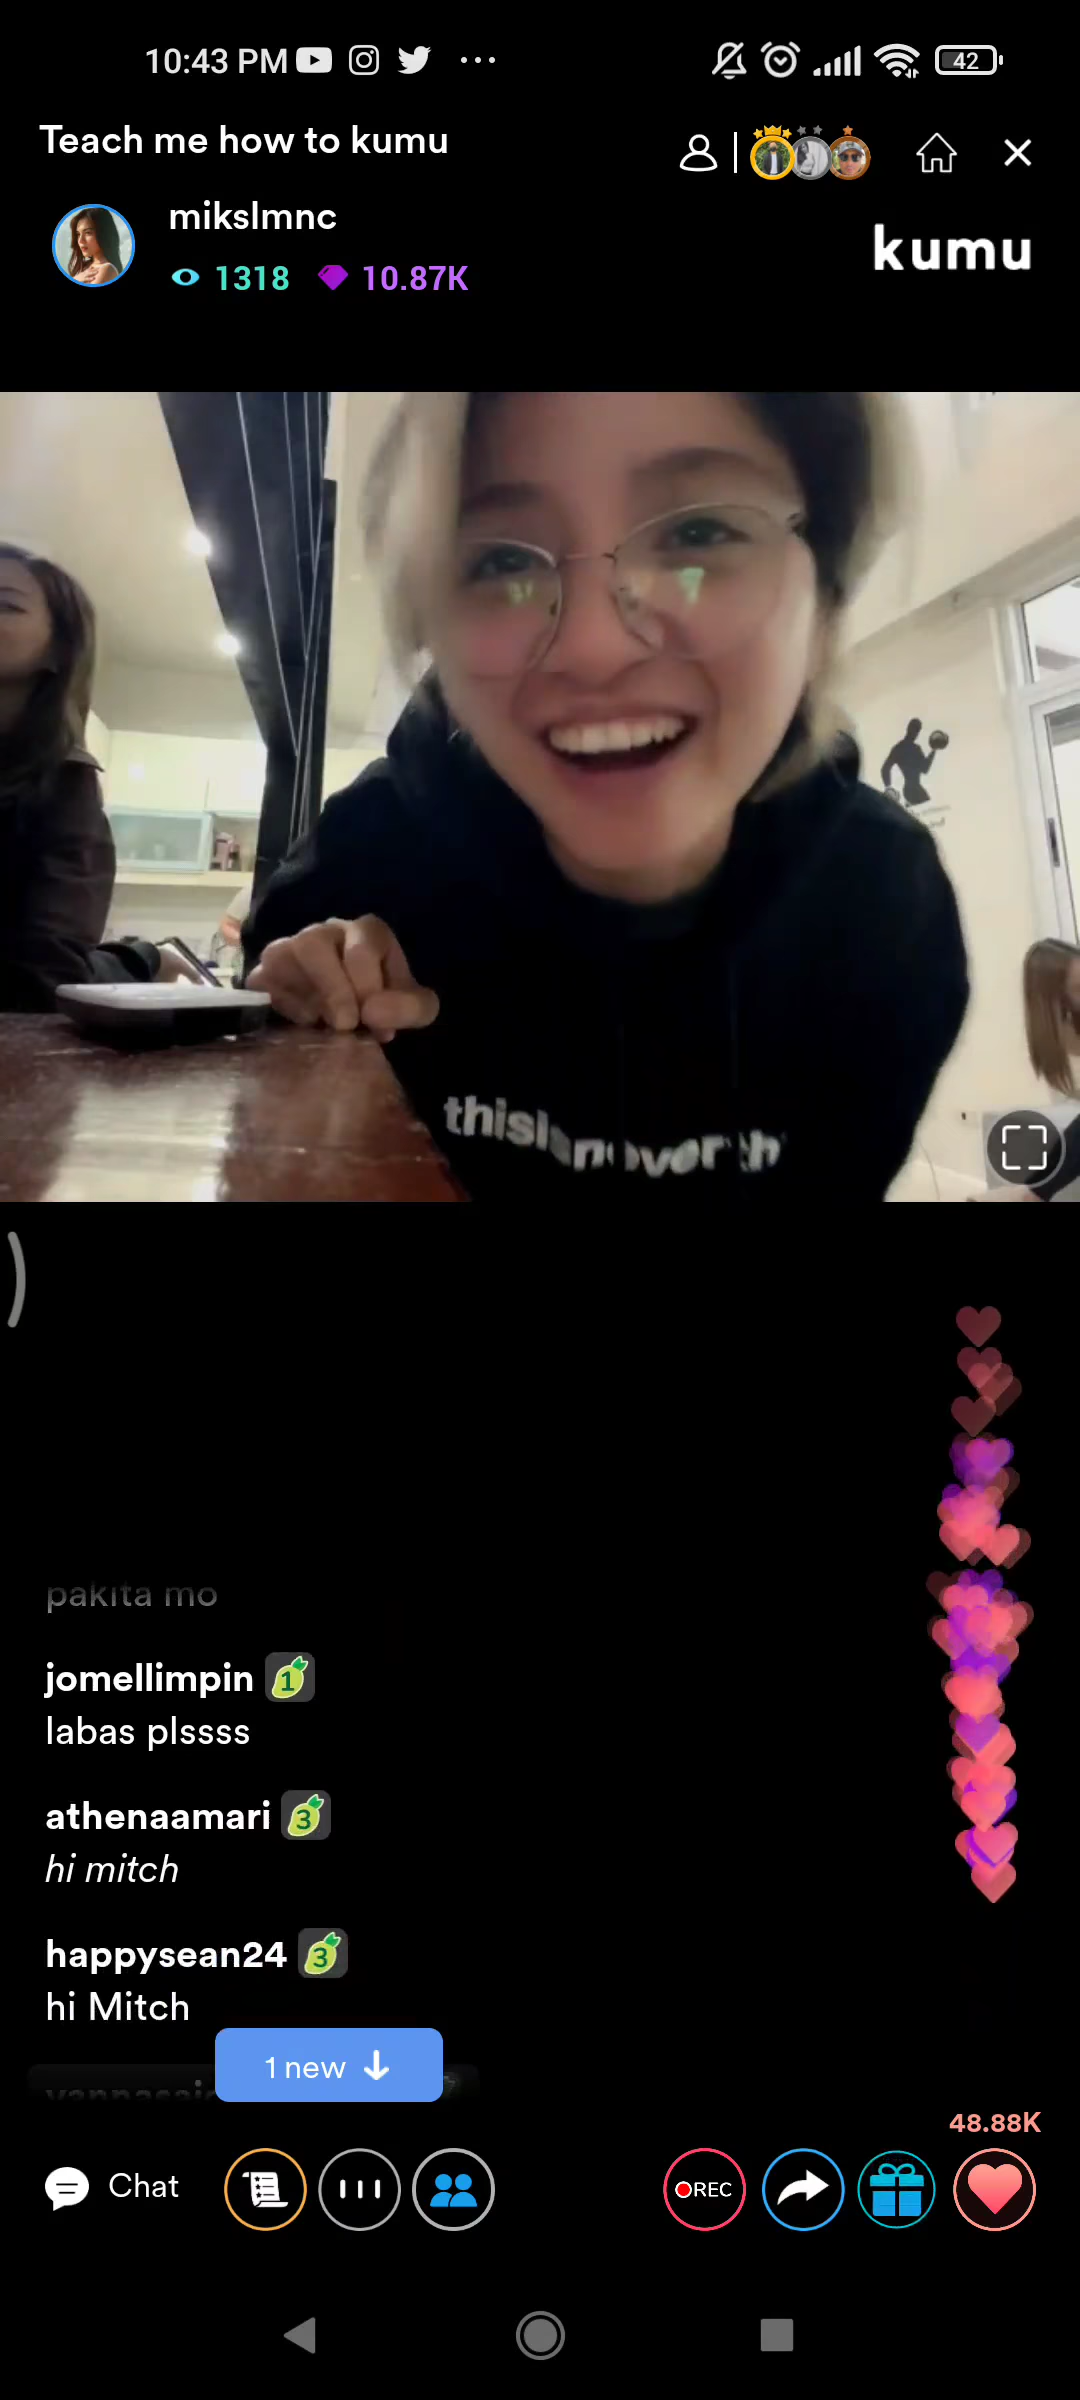 10:43 PM
42
Teach me how to kumu
mikslmnc
1318 10.87K
kumu
pakita mo
jomellimpin 1
labas plssss
athenaamari 3
hi mitch
happysean24 3
hi Mitch
1 new
48.88K
Chat
REC